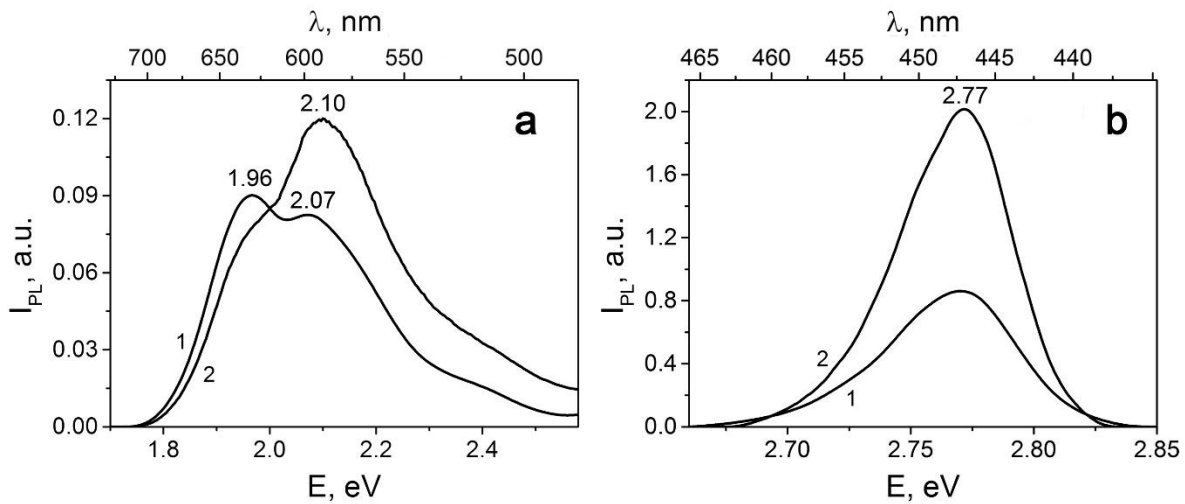 λ, nm
700 650 600 550 500
a
2.10
1.96
2.07
1
2
0.12
0.09
0.06
0.03
0.00
I_PL, a.u.
1.8 2.0 2.2 2.4
E, eV
λ, nm
465 460 455 450 445 440
b
2.77
2
1
2.0
1.6
1.2
0.8
0.4
0.0
I_PL, a.u.
2.70 2.75 2.80 2.85
E, eV